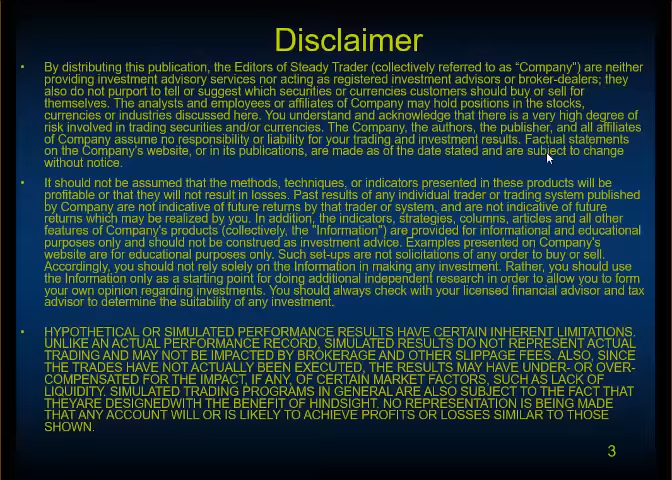 Disclaimer
• By distributing this publication, the Editors of Steady Trader (collectively referred to as “Company”) are neither
providing investment advisory services nor acting as registered investment advisors or broker-dealers; they
also do not purport to tell or suggest which securities or currencies customers should buy or sell for
themselves. The analysts and employees or affiliates of Company may hold positions in the stocks,
currencies or industries discussed here. You understand and acknowledge that there is a very high degree of
risk involved in trading securities and/or currencies. The Company, the authors, the publisher, and all affiliates
of Company assume no responsibility or liability for your trading and investment results. Factual statements
on the Company's website, or in its publications, are made as of the date stated and are subject to change
without notice.
• It should not be assumed that the methods, techniques, or indicators presented in these products will be
profitable or that they will not result in losses. Past results of any individual trader or trading system published
by Company are not indicative of future returns by that trader or system, and are not indicative of future
returns which may be realized by you. In addition, the indicators, strategies, columns, articles and all other
features of Company's products (collectively, the "Information") are provided for informational and educational
purposes only and should not be construed as investment advice. Examples presented on Company's
website are for educational purposes only. Such set-ups are not solicitations of any order to buy or sell.
Accordingly, you should not rely solely on the Information in making any investment. Rather, you should use
the Information only as a starting point for doing additional independent research in order to allow you to form
your own opinion regarding investments. You should always check with your licensed financial advisor and tax
advisor to determine the suitability of any investment.
• HYPOTHETICAL OR SIMULATED PERFORMANCE RESULTS HAVE CERTAIN INHERENT LIMITATIONS.
UNLIKE AN ACTUAL PERFORMANCE RECORD, SIMULATED RESULTS DO NOT REPRESENT ACTUAL
TRADING AND MAY NOT BE IMPACTED BY BROKERAGE AND OTHER SLIPPAGE FEES. ALSO, SINCE
THE TRADES HAVE NOT ACTUALLY BEEN EXECUTED, THE RESULTS MAY HAVE UNDER- OR OVER-
COMPENSATED FOR THE IMPACT, IF ANY, OF CERTAIN MARKET FACTORS, SUCH AS LACK OF
LIQUIDITY. SIMULATED TRADING PROGRAMS IN GENERAL ARE ALSO SUBJECT TO THE FACT THAT
THEYARE DESIGNEDWITH THE BENEFIT OF HINDSIGHT. NO REPRESENTATION IS BEING MADE
THAT ANY ACCOUNT WILL OR IS LIKELY TO ACHIEVE PROFITS OR LOSSES SIMILAR TO THOSE
SHOWN.
3